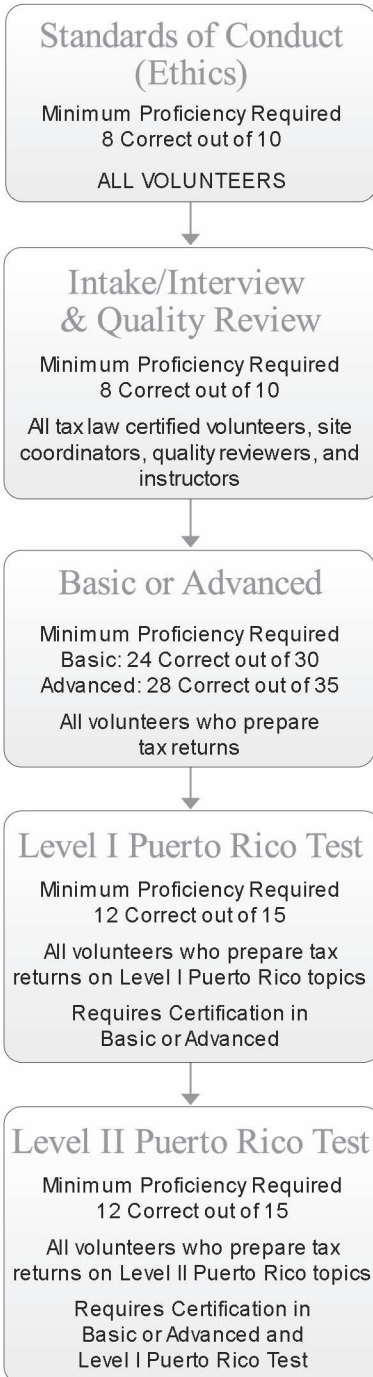 Standards of Conduct
(Ethics)
Minimum Proficiency Required
8 Correct out of 10
ALL VOLUNTEERS
Intake/Interview
& Quality Review
Minimum Proficiency Required
8 Correct out of 10
All tax law certified volunteers, site
coordinators, quality reviewers, and
instructors
Basic or Advanced
Minimum Proficiency Required
Basic: 24 Correct out of 30
Advanced: 28 Correct out of 35
All volunteers who prepare
tax returns
Level I Puerto Rico Test
Minimum Proficiency Required
12 Correct out of 15
All volunteers who prepare tax
returns on Level I Puerto Rico topics
Requires Certification in
Basic or Advanced
Level II Puerto Rico Test
Minimum Proficiency Required
12 Correct out of 15
All volunteers who prepare tax
returns on Level II Puerto Rico topics
Requires Certification in
Basic or Advanced and
Level I Puerto Rico Test